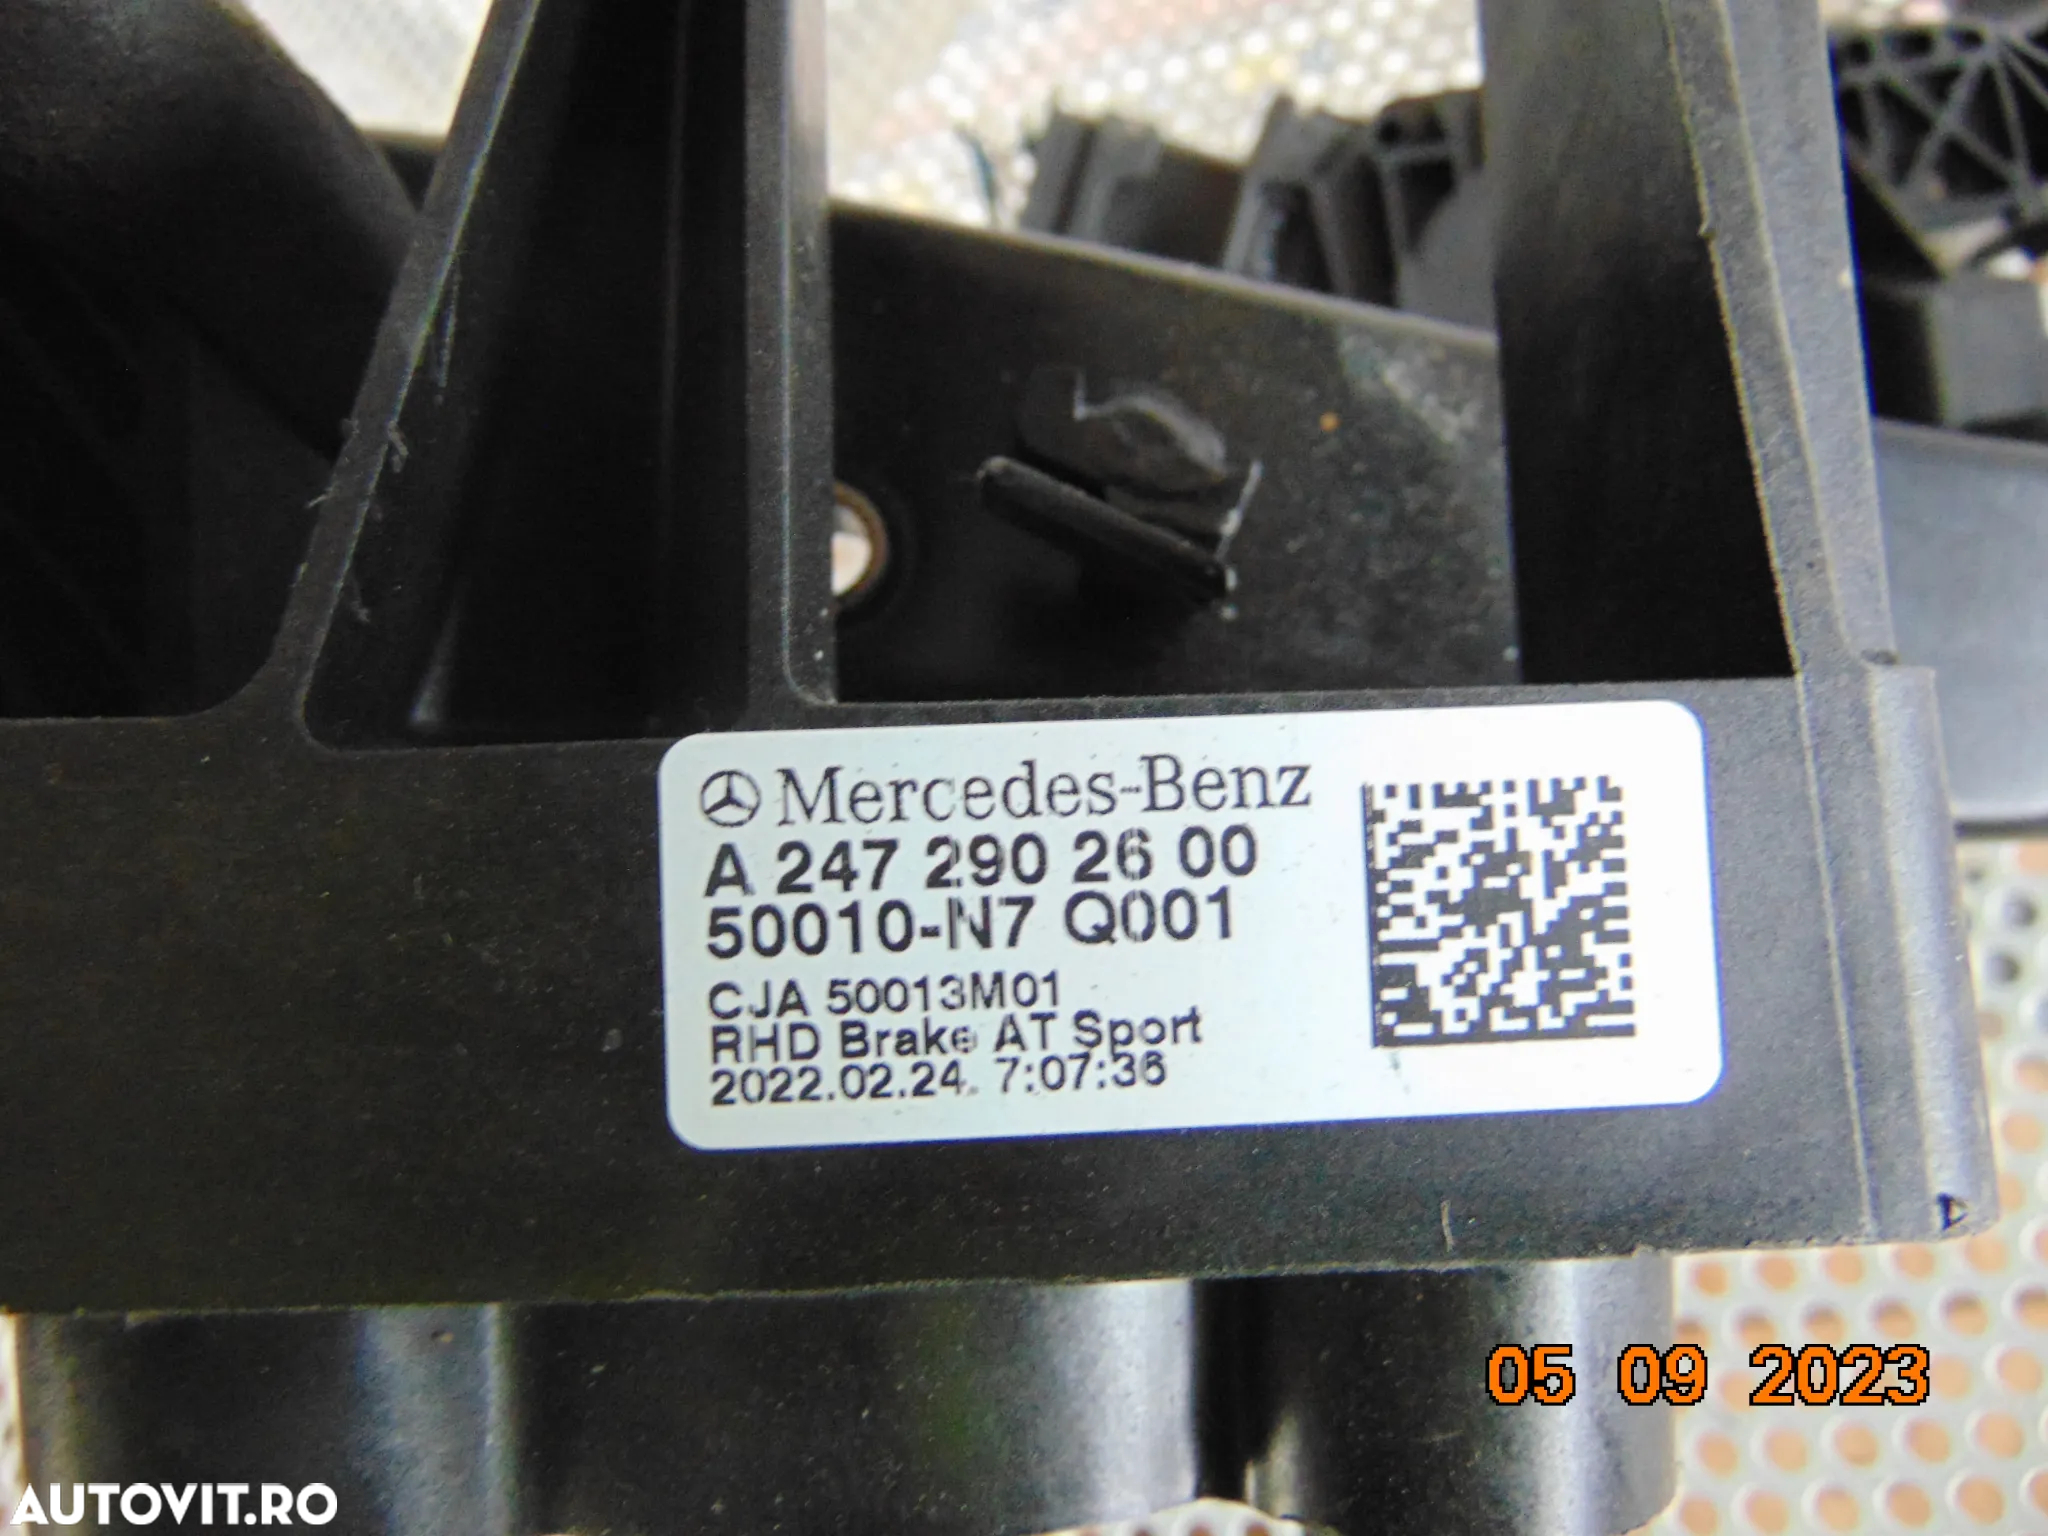 Mercedes-Benz
A 247 290 26 00
50010-N7 Q001
CJA 50013M01
RHD Brake AT Sport
2022.02.24. 7:07:36
A
05 09 2023
AUTOVIT.RO